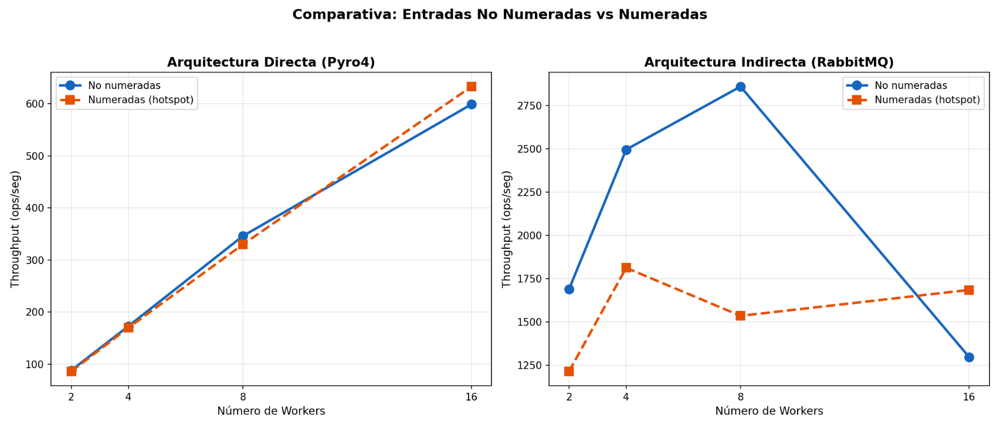 Comparativa: Entradas No Numeradas vs Numeradas
Arquitectura Directa (Pyro4)
No numeradas
Numeradas (hotspot)
Throughput (ops/seg)
600
500
400
300
200
100
2 4 8 16
Número de Workers
Arquitectura Indirecta (RabbitMQ)
No numeradas
Numeradas (hotspot)
Throughput (ops/seg)
2750
2500
2250
2000
1750
1500
1250
2 4 8 16
Número de Workers